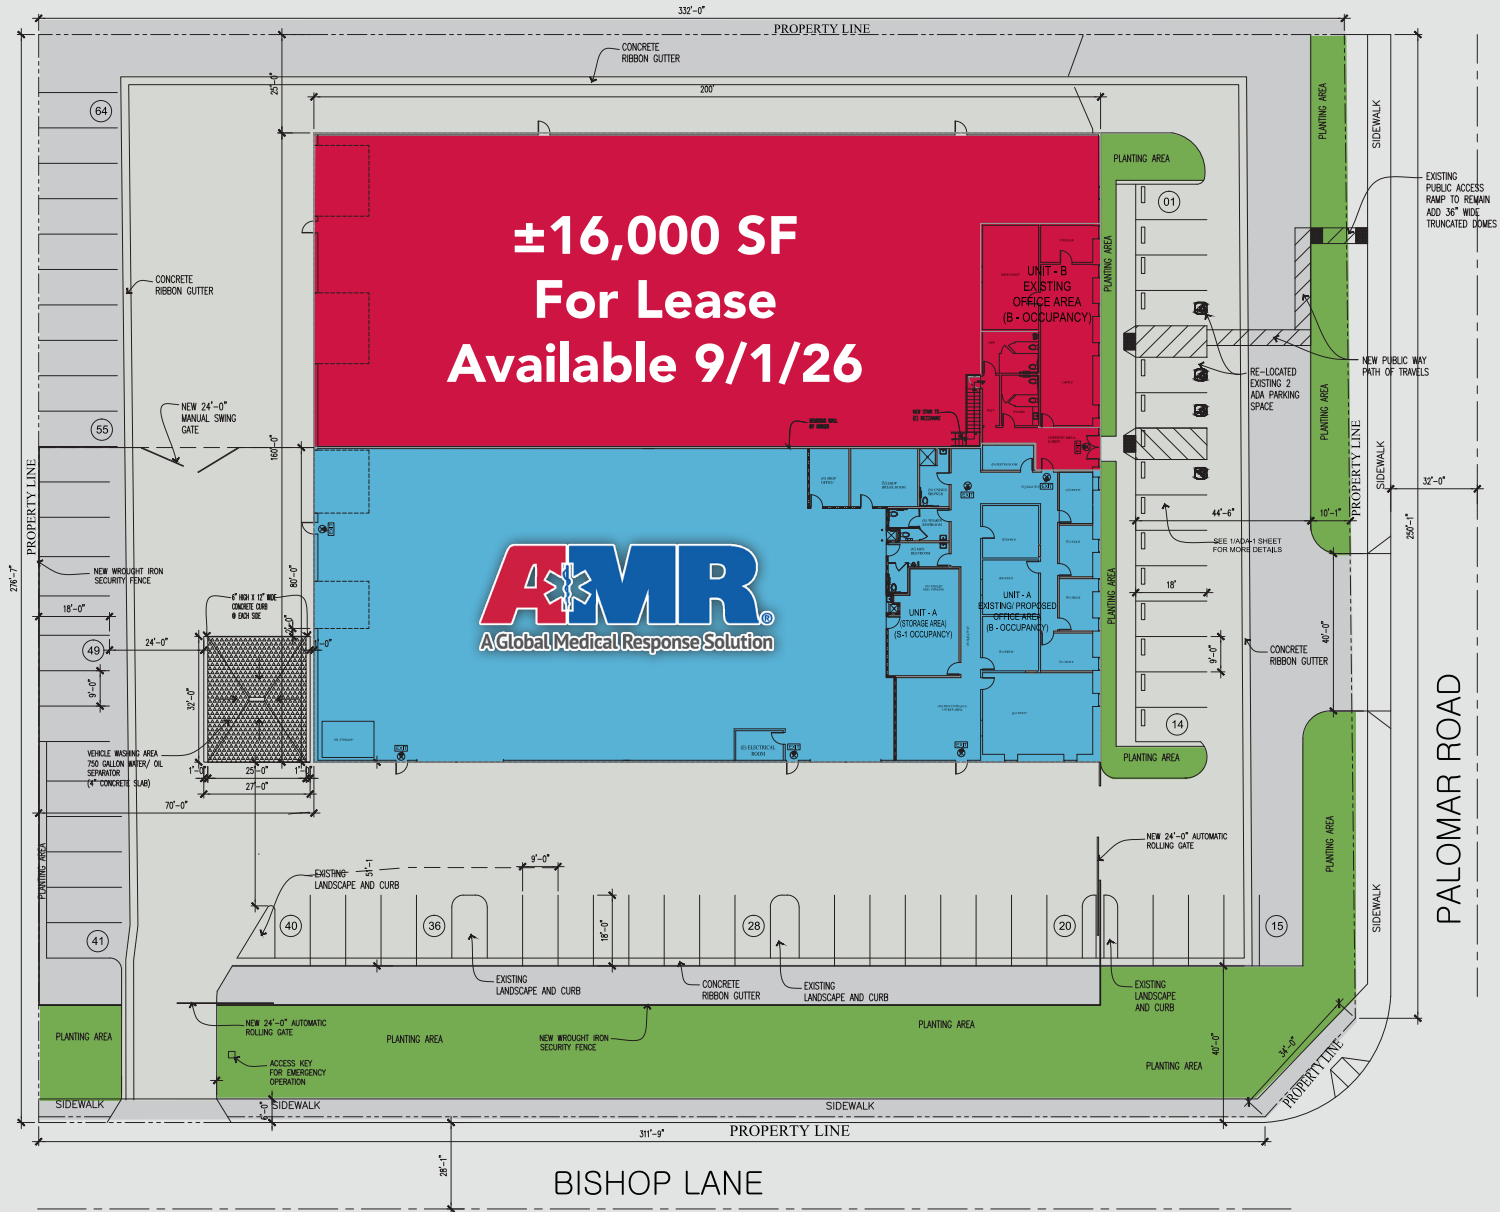 332'-0"
PROPERTY LINE
CONCRETE
RIBBON GUTTER
25'-0"
200'
64
PLANTING AREA
SIDEWALK
PLANTING AREA
EXISTING
PUBLIC ACCESS
RAMP TO REMAIN
ADD 36" WIDE
TRUNCATED DOMES
01
±16,000 SF
For Lease
Available 9/1/26
UNIT - B
EXISTING
OFFICE AREA
(B - OCCUPANCY)
PLANTING AREA
CONCRETE
RIBBON GUTTER
NEW PUBLIC WAY
PATH OF TRAVELS
RE-LOCATED
EXISTING 2
ADA PARKING
SPACE
NEW 24'-0"
MANUAL SWING
GATE
55
160'-0"
PLANTING AREA
PROPERTY LINE
SIDEWALK
PROPERTY LINE
32'-0"
44'-6"
10'-1"
250'-1"
SEE 1/ADA-1 SHEET
FOR MORE DETAILS
276'-7"
NEW WROUGHT IRON
SECURITY FENCE
80'-0"
EXIT
EXIT
EXIT
EXIT
AMR®
A Global Medical Response Solution
UNIT - A
(STORAGE AREA)
(S-1 OCCUPANCY)
UNIT - A
EXISTING/ PROPOSED
OFFICE AREA
(B - OCCUPANCY)
PLANTING AREA
18'
PLANTING AREA
6" HIGH X 12" WIDE
CONCRETE CURB
@ EACH SIDE
18'-0"
24'-0"
1'-0"
49
9'-0"
32'-0"
9'-0"
40'-0"
CONCRETE
RIBBON GUTTER
14
PLANTING AREA
(E) ELECTRICAL
ROOM
EXIT
EXIT
EXIT
VEHICLE WASHING AREA
750 GALLON WATER/ OIL
SEPARATOR
(4" CONCRETE SLAB)
1'-0"
25'-0"
1'-0"
27'-0"
70'-0"
PALOMAR ROAD
NEW 24'-0" AUTOMATIC
ROLLING GATE
PLANTING AREA
PLANTING AREA
9'-0"
51'-1
EXISTING
LANDSCAPE AND CURB
SIDEWALK
41
40
36
18'-0"
28
20
15
EXISTING
LANDSCAPE AND CURB
CONCRETE
RIBBON GUTTER
EXISTING
LANDSCAPE AND CURB
EXISTING
LANDSCAPE
AND CURB
NEW 24'-0" AUTOMATIC
ROLLING GATE
PLANTING AREA
PLANTING AREA
NEW WROUGHT IRON
SECURITY FENCE
PLANTING AREA
PLANTING AREA
40'-0"
34'-0"
PROPERTY LINE
ACCESS KEY
FOR EMERGENCY
OPERATION
SIDEWALK
6'-0"
SIDEWALK
SIDEWALK
311'-9"
PROPERTY LINE
28'-1"
BISHOP LANE